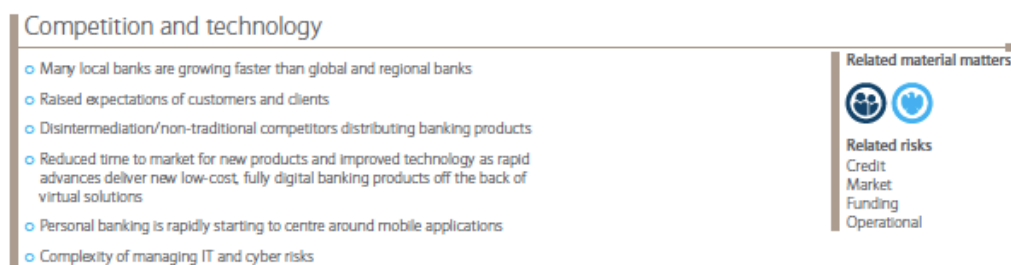 Competition and technology
Many local banks are growing faster than global and regional banks
Raised expectations of customers and clients
Disintermediation/non-traditional competitors distributing banking products
Reduced time to market for new products and improved technology as rapid
advances deliver new low-cost, fully digital banking products off the back of
virtual solutions
Personal banking is rapidly starting to centre around mobile applications
Complexity of managing IT and cyber risks
Related material matters
Related risks
Credit
Market
Funding
Operational